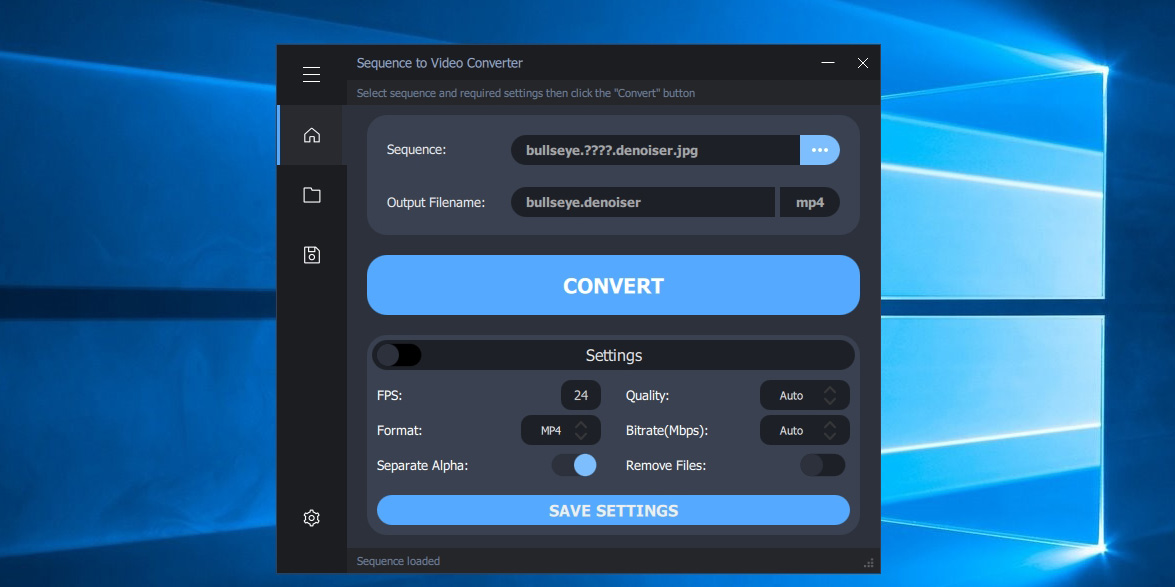 Sequence to Video Converter
Select sequence and required settings then click the "Convert" button
Sequence: bullseye.????.denoiser.jpg
Output Filename: bullseye.denoiser mp4
CONVERT
Settings
FPS: 24 Quality: Auto
Format: MP4 Bitrate(Mbps): Auto
Separate Alpha: Remove Files:
SAVE SETTINGS
Sequence loaded